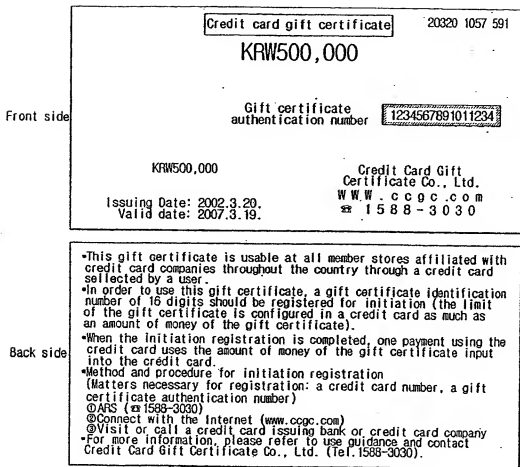 Credit card gift certificate
20320 1057 591
KRW500,000
Front side
Gift certificate
authentication number
1234567891011234
KRW500,000
Credit Card Gift
Certificate Co., Ltd.
Issuing Date: 2002.3.20.
WWW.ccgc.com
Valid date: 2007.3.19.
☎ 1588-3030
Back side
•This gift certificate is usable at all member stores affiliated with
credit card companies throughout the country through a credit card
sellected by a user.
•In order to use this gift certificate, a gift certificate identification
number of 16 digits should be registered for initiation (the limit
of the gift certificate is configured in a credit card as much as
an amount of money of the gift certificate).
•When the Initiation registration is completed, one payment using the
credit card uses the amount of money of the gift certificate input
into the credit card.
•Method and procedure for initiation registration
(Matters necessary for registration: a credit card number, a gift
certificate authentication number)
①ARS (☎1588-3030)
②Connect with the Internet (www.ccgc.com)
③Visit or call a credit card issuing bank or credit card company
•For more information, please refer to use guidance and contact
Credit Card Gift Certificate Co., Ltd. (Tel.1588-3030).